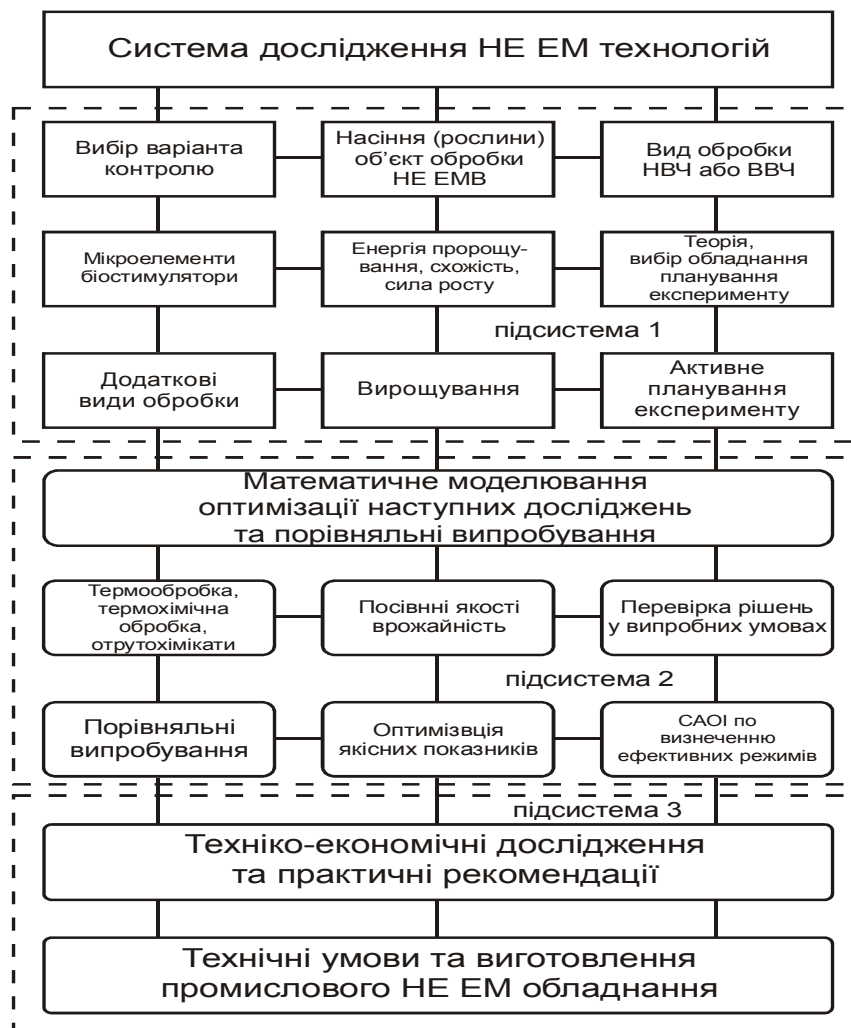 Система дослідження НЕ ЕМ технологій
Вибір варіанта
контролю
Насіння (рослини)
об’єкт обробки
НЕ ЕМВ
Вид обробки
НВЧ або ВВЧ
Мікроелементи
біостимулятори
Енергія пророщу-
вання, схожість,
сила росту
Теорія,
вибір обладнання
планування
експерименту
підсистема 1
Додаткові
види обробки
Вирощування
Активне
планування
експерименту
Математичне моделювання
оптимізації наступних досліджень
та порівняльні випробування
Термообробка,
термохімічна
обробка,
отрутохімікати
Посівнні якості
врожайність
Перевірка рішень
у випробних умовах
підсистема 2
Порівняльні
випробування
Оптимізвція
якісних показників
САОІ по
визнеченню
ефективних режимів
підсистема 3
Техніко-економічні дослідження
та практичні рекомендації
Технічні умови та виготовлення
промислового НЕ ЕМ обладнання